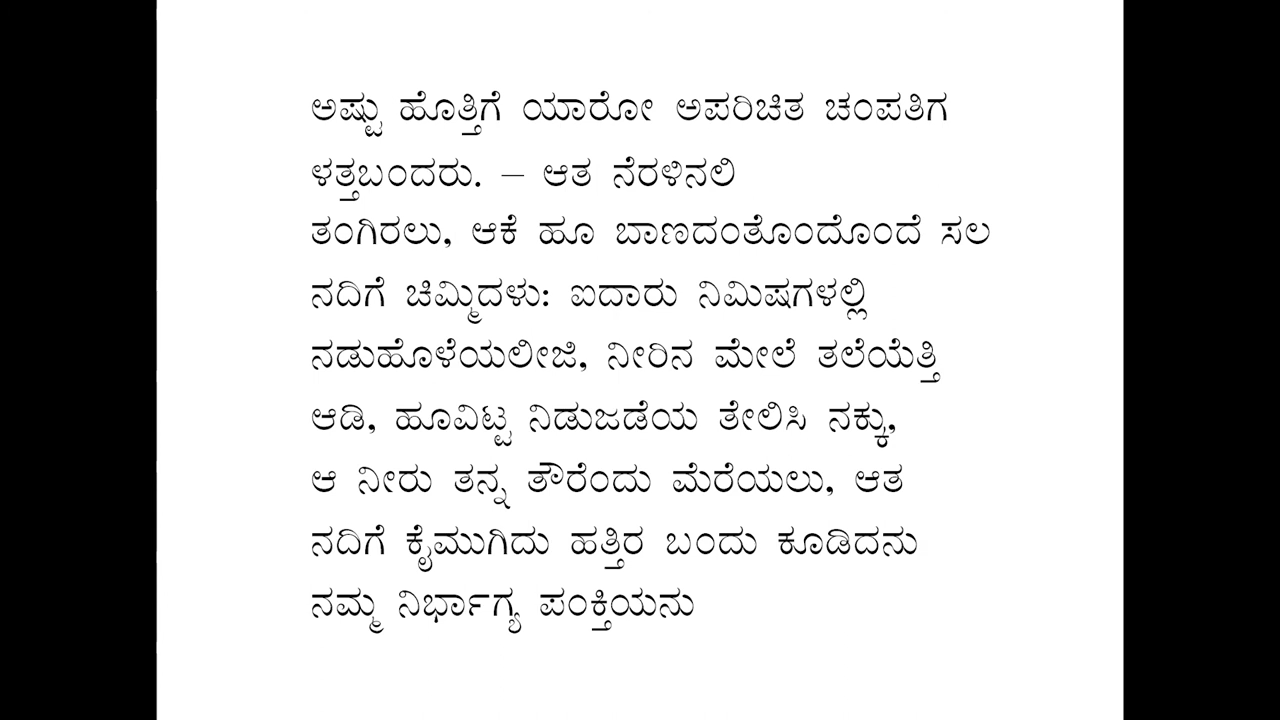 ಅಷ್ಟು ಹೊತ್ತಿಗೆ ಯಾರೋ ಅಪರಿಚಿತ ಚಂಪತಿಗ
ಳತ್ತಬಂದರು. – ಆತ ನೆರಳಿನಲಿ
ತಂಗಿರಲು, ಆಕೆ ಹೂ ಬಾಣದಂತೊಂದೊಂದೆ ಸಲ
ನದಿಗೆ ಚಿಮ್ಮಿದಳು: ಐದಾರು ನಿಮಿಷಗಳಲ್ಲಿ
ನಡುಹೊಳೆಯಲೀಜಿ, ನೀರಿನ ಮೇಲೆ ತಲೆಯೆತ್ತಿ
ಆಡಿ, ಹೂವಿಟ್ಟ ನಿಡುಜಡೆಯ ತೇಲಿಸಿ ನಕ್ಕು,
ಆ ನೀರು ತನ್ನ ತೌರೆಂದು ಮೆರೆಯಲು, ಆತ
ನದಿಗೆ ಕೈಮುಗಿದು ಹತ್ತಿರ ಬಂದು ಕೂಡಿದನು
ನಮ್ಮ ನಿರ್ಭಾಗ್ಯ ಪಂಕ್ತಿಯನು